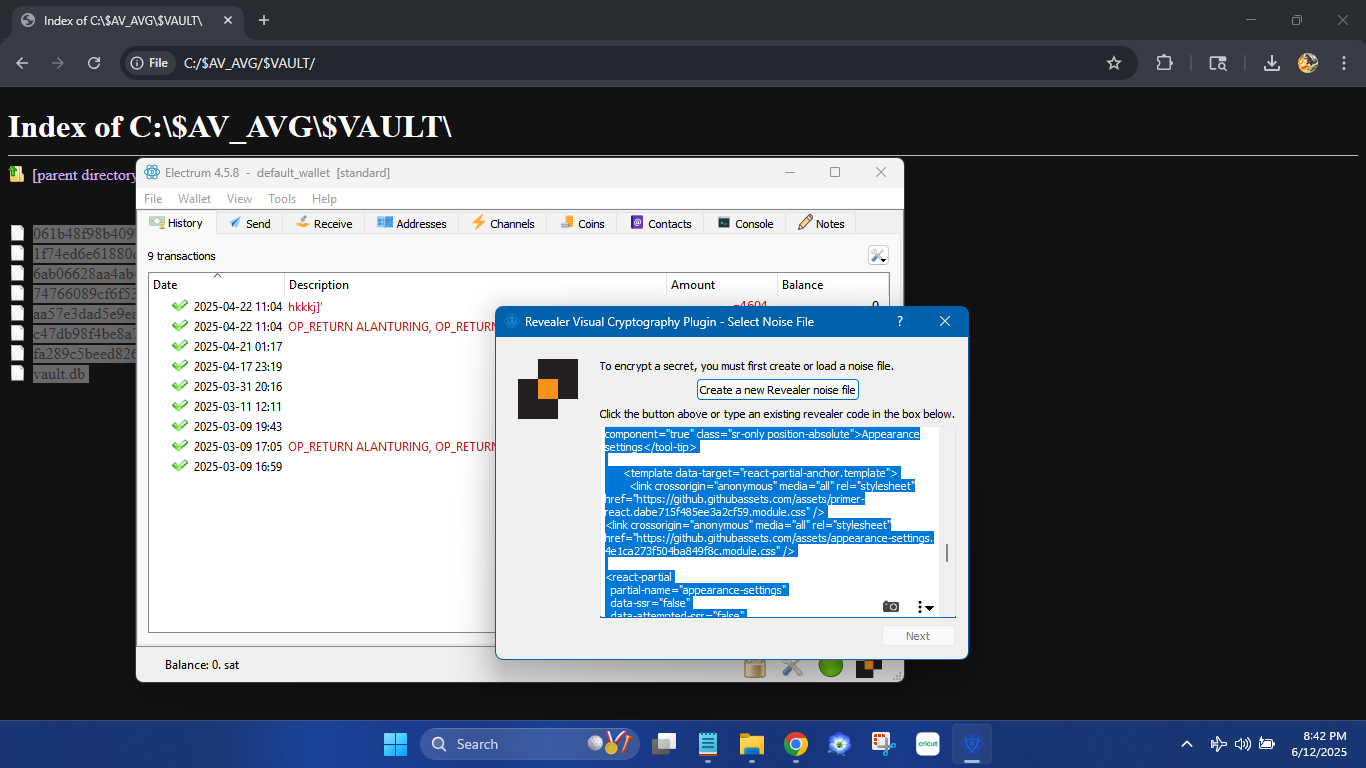 Index of C:\$AV_AVG\$VAULT\
File
C:/$AV_AVG/$VAULT/
Index of C:\$AV_AVG\$VAULT\
[parent directory
061b48f98b409
1f74ed6e61880
6ab06628aa4ab
74766089cf6f53
aa57e3dad5e9ea
c47db98f4be8a
fa289c5beed826
vault.db
Electrum 4.5.8 - default_wallet [standard]
File Wallet View Tools Help
History Send Receive Addresses Channels Coins Contacts Console Notes
9 transactions
Date Description Amount Balance
2025-04-22 11:04 hkkkj]' -4604 0
2025-04-22 11:04 OP_RETURN ALANTURING, OP_RETURN
2025-04-21 01:17
2025-04-17 23:19
2025-03-31 20:16
2025-03-11 12:11
2025-03-09 19:43
2025-03-09 17:05 OP_RETURN ALANTURING, OP_RETURN
2025-03-09 16:59
Balance: 0. sat
Revealer Visual Cryptography Plugin - Select Noise File
To encrypt a secret, you must first create or load a noise file.
Create a new Revealer noise file
Click the button above or type an existing revealer code in the box below.
component="true" class="sr-only position-absolute">Appearance
settings</tool-tip>
<template data-target="react-partial-anchor.template">
<link crossorigin="anonymous" media="all" rel="stylesheet"
href="https://github.githubassets.com/assets/primer-
react.dabe715f485ee3a2cf59.module.css" />
<link crossorigin="anonymous" media="all" rel="stylesheet"
href="https://github.githubassets.com/assets/appearance-settings.
4e1ca273f504ba849f8c.module.css" />
<react-partial
partial-name="appearance-settings"
data-ssr="false"
data-attempted-ssr="false"
Next
Search
cricut
8:42 PM
6/12/2025